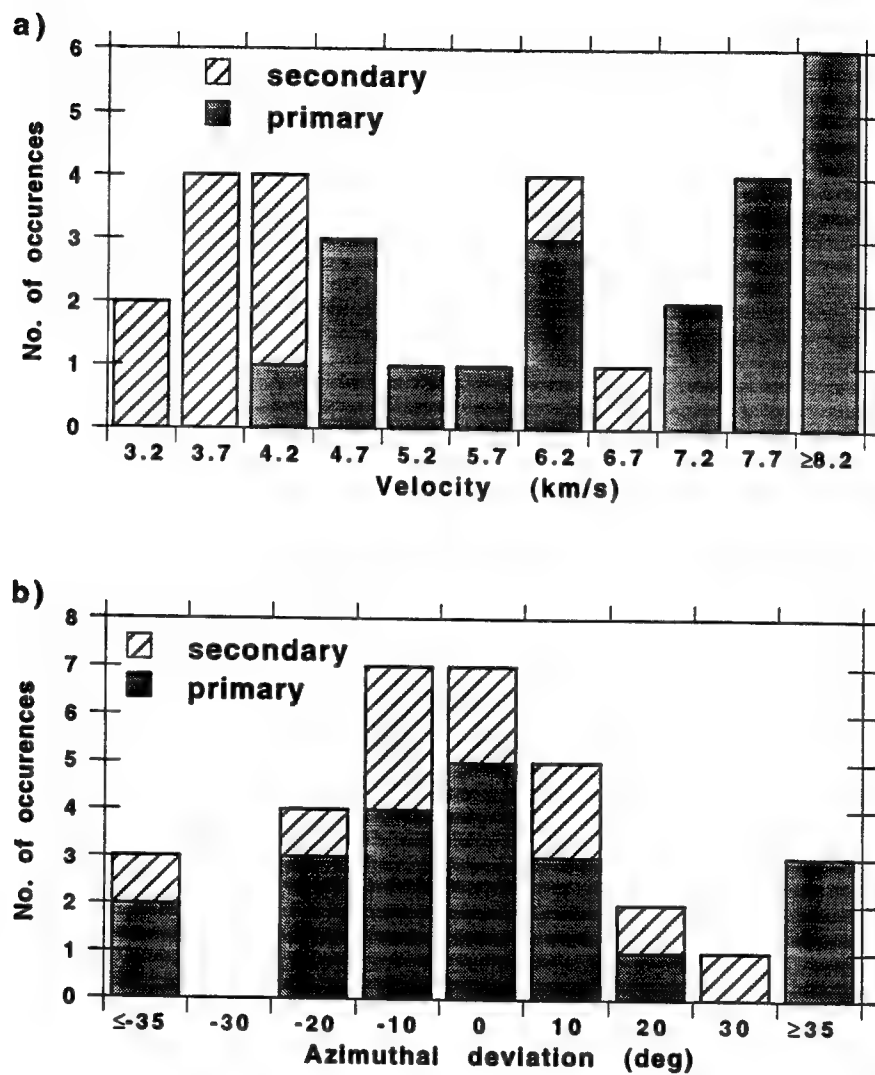 a)
6
5
4
3
2
1
0
No. of occurences
secondary
primary
3.2 3.7 4.2 4.7 5.2 5.7 6.2 6.7 7.2 7.7 ≥8.2
Velocity (km/s)
b)
8
7
6
5
4
3
2
1
0
No. of occurences
secondary
primary
≤-35 -30 -20 -10 0 10 20 30 ≥35
Azimuthal deviation (deg)